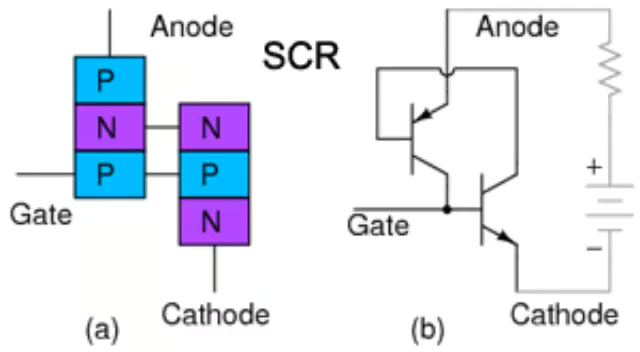 Anode
SCR
Anode
P
N
N
P
P
N
Gate
Gate
Cathode
Cathode
+
−
(a)
(b)